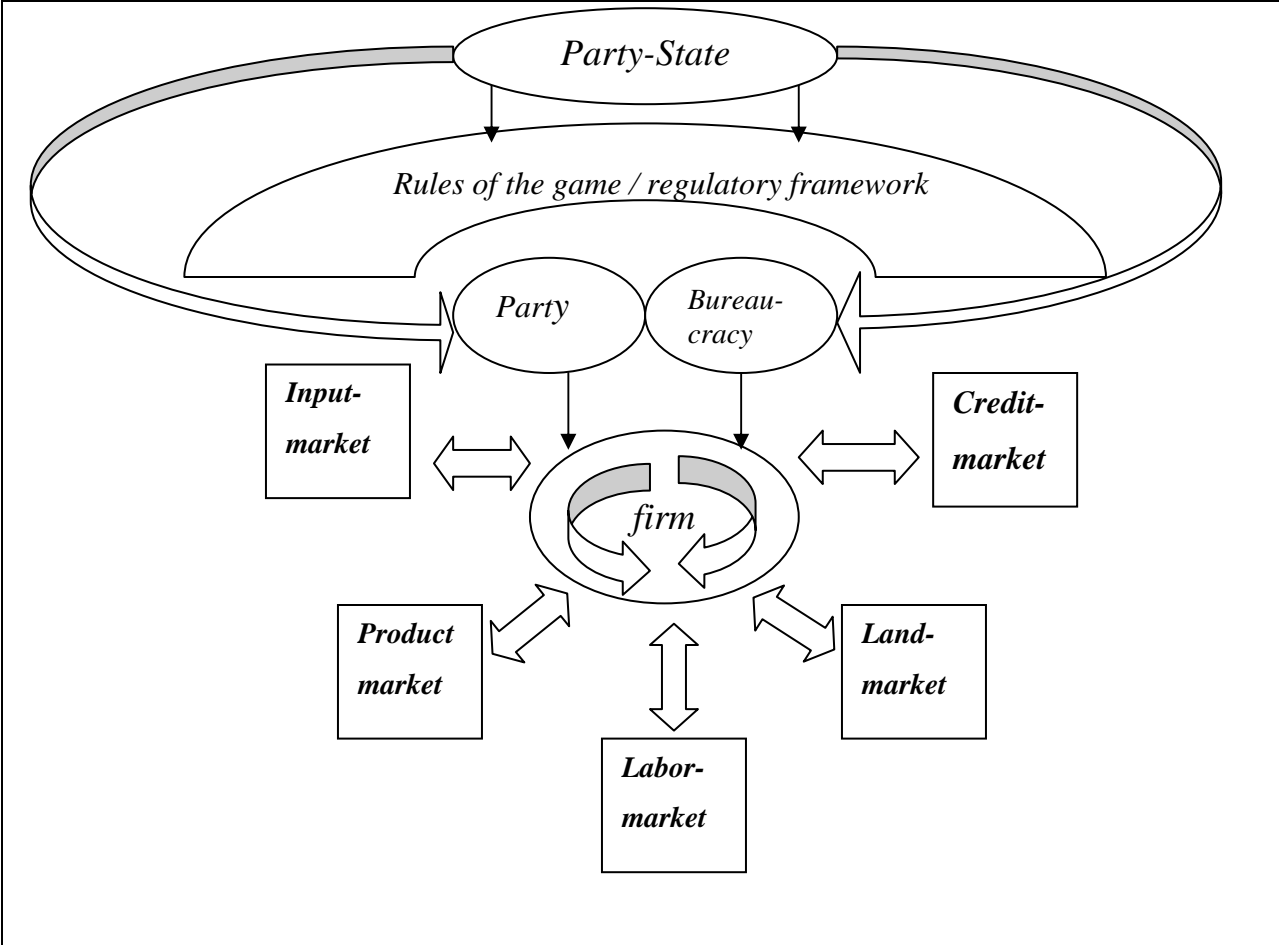 Party-State
Rules of the game / regulatory framework
Party
Bureau-
cracy
Input-
market
Credit-
market
firm
Product
market
Land-
market
Labor-
market